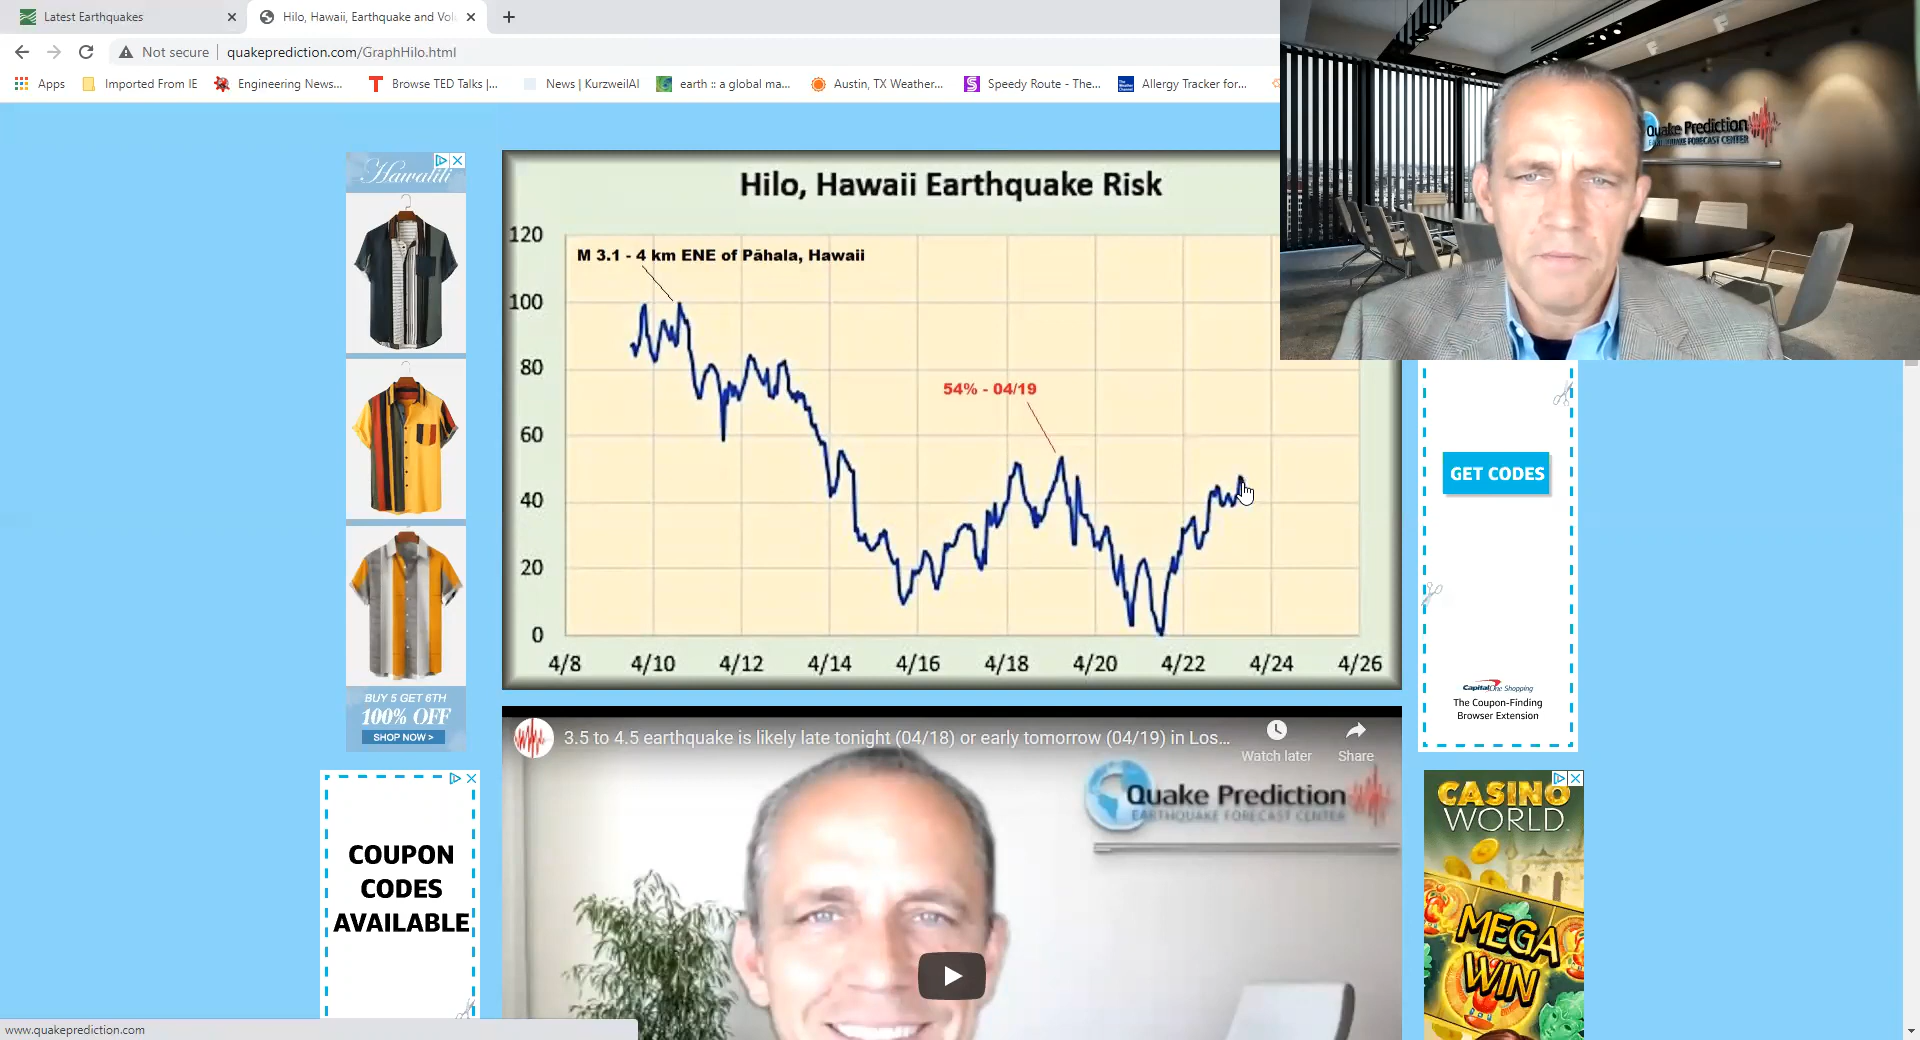 Latest Earthquakes
Hilo, Hawaii, Earthquake and Vol
Not secure
quakeprediction.com/GraphHilo.html
Apps
Imported From IE
Engineering News...
Browse TED Talks |...
News | KurzweilAI
earth :: a global ma...
Austin, TX Weather...
Speedy Route - The...
Allergy Tracker for...
Quake Prediction
EARTHQUAKE FORECAST CENTER
Hilo, Hawaii Earthquake Risk
120
100
80
60
40
20
0
M 3.1 - 4 km ENE of Pāhala, Hawaii
54% - 04/19
4/8
4/10
4/12
4/14
4/16
4/18
4/20
4/22
4/24
4/26
BUY 5 GET 6TH
100% OFF
SHOP NOW >
GET CODES
CapitalOne Shopping
The Coupon-Finding
Browser Extension
3.5 to 4.5 earthquake is likely late tonight (04/18) or early tomorrow (04/19) in Los...
Watch later
Share
Quake Prediction
EARTHQUAKE FORECAST CENTER
COUPON
CODES
AVAILABLE
CASINO
WORLD
MEGA
WIN
www.quakeprediction.com